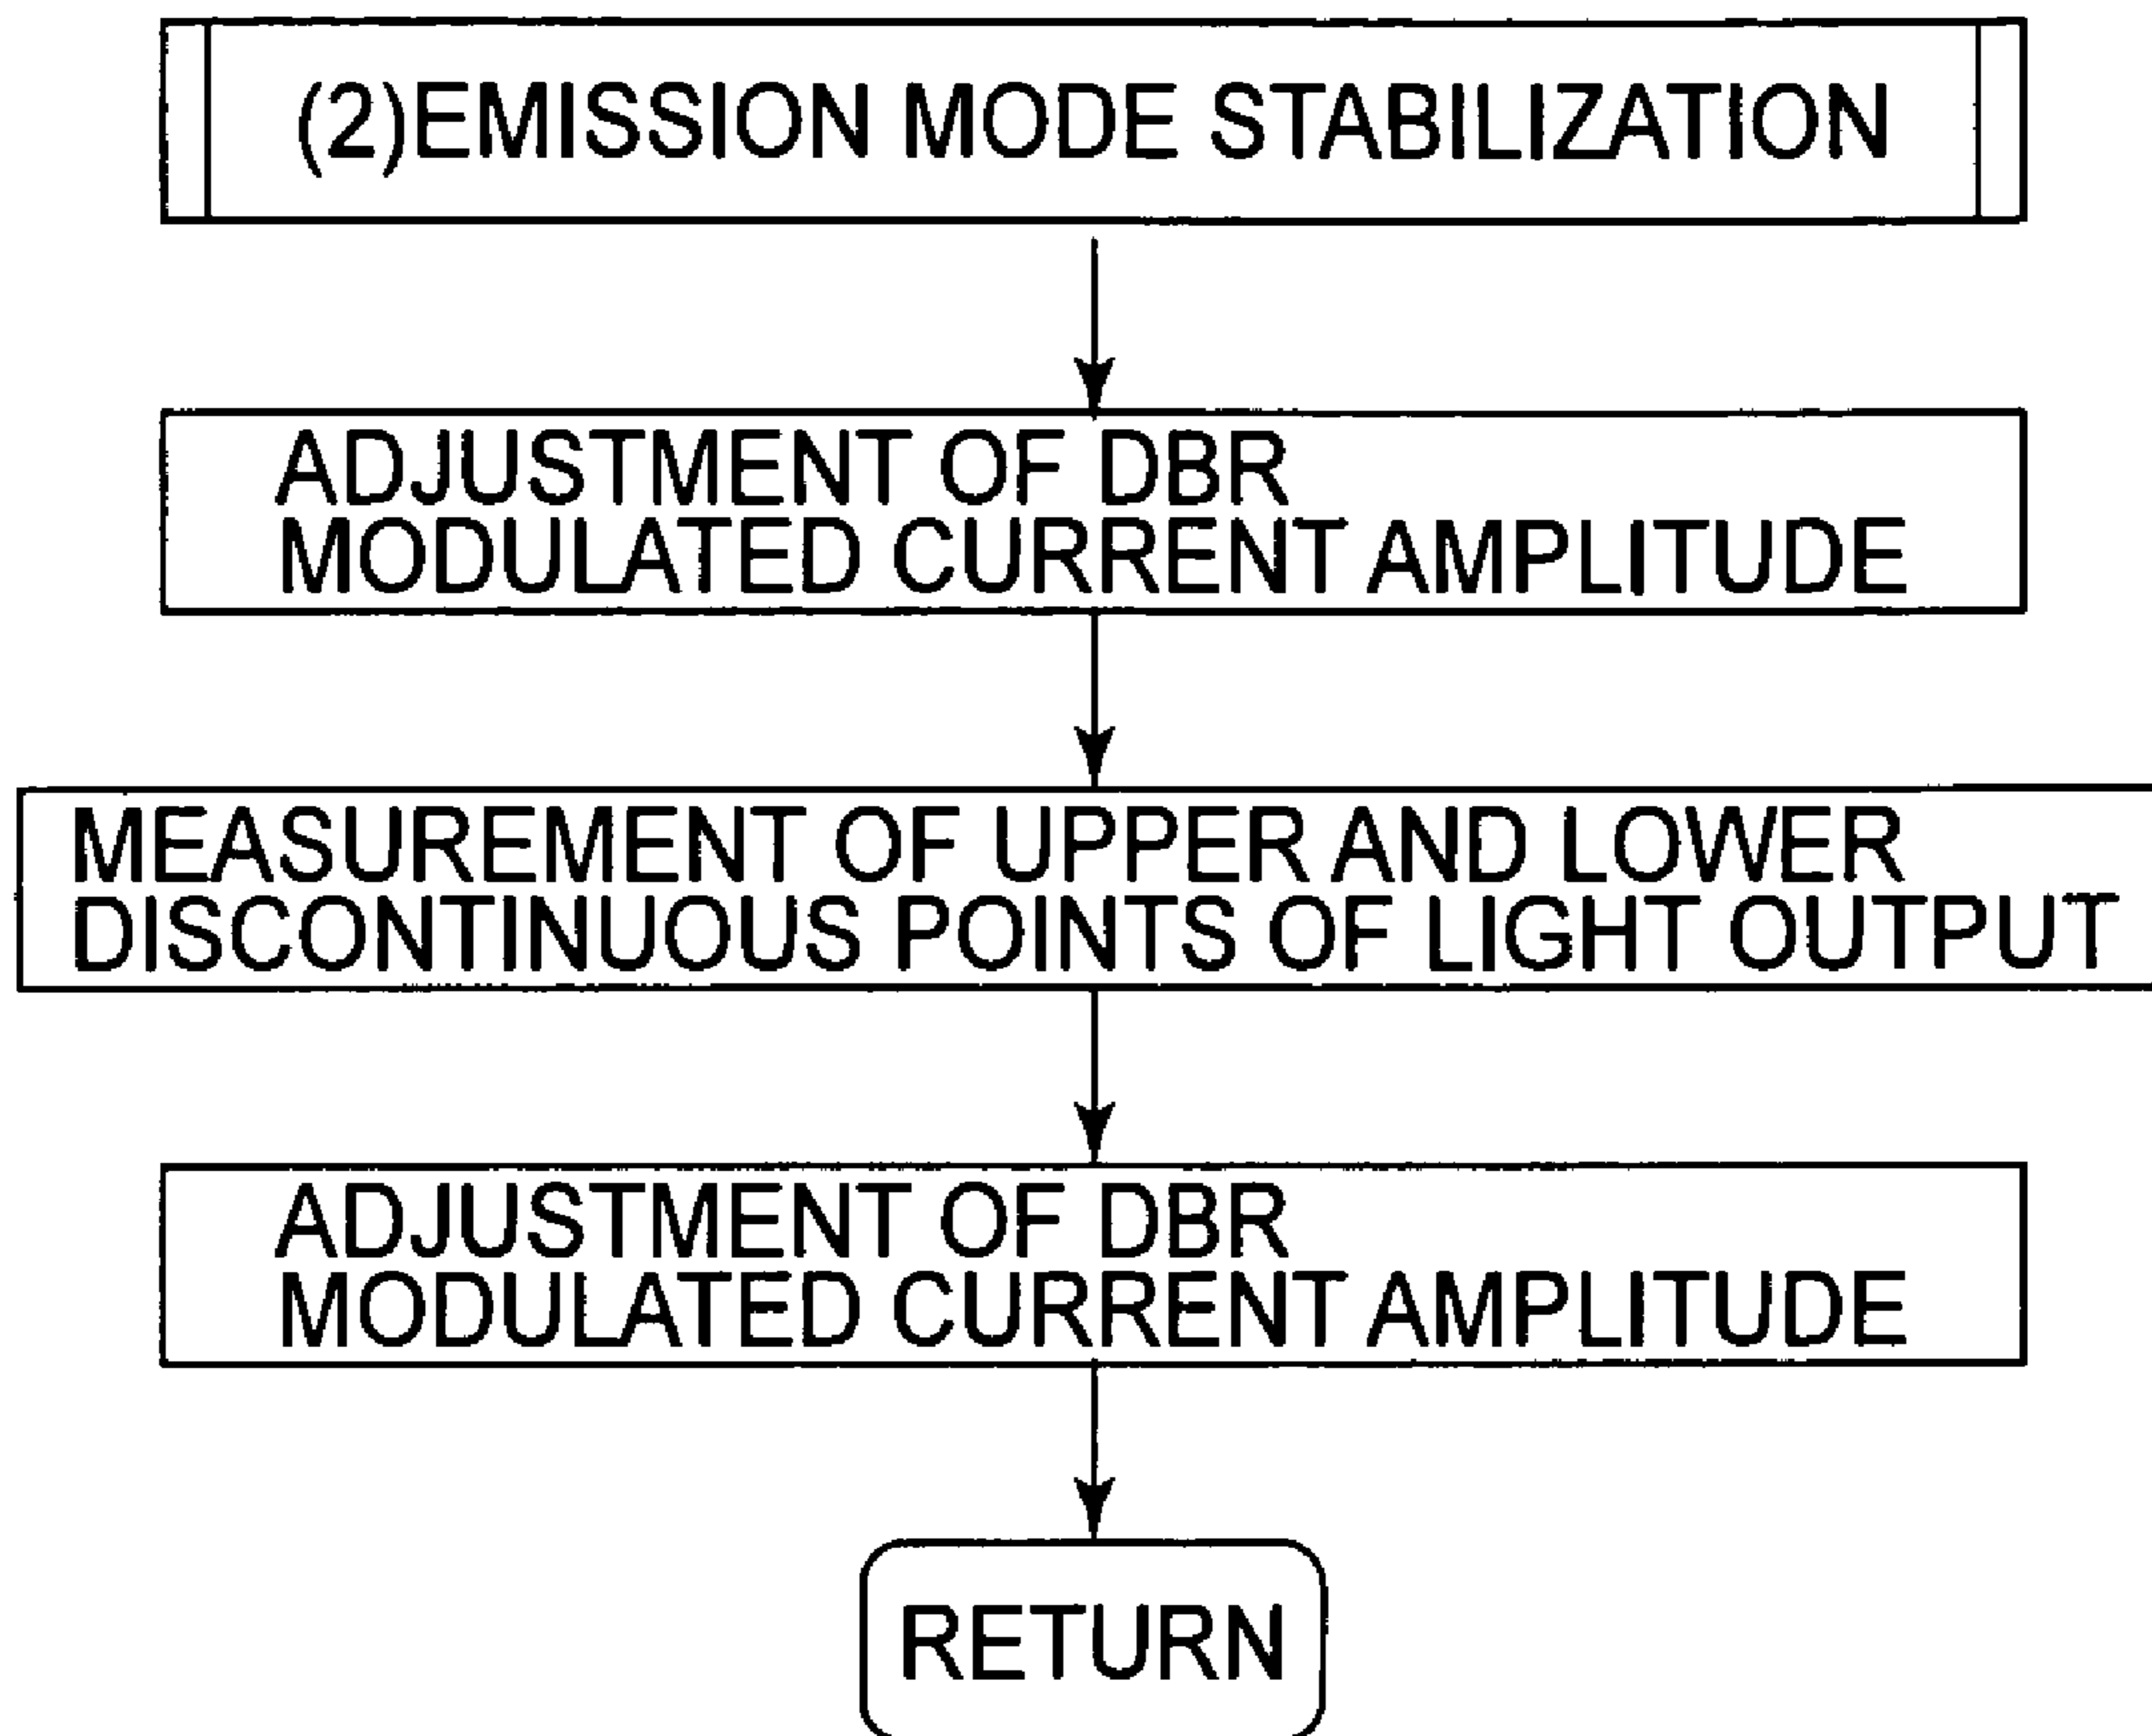 (2)EMISSION MODE STABILIZATION
ADJUSTMENT OF DBR
MODULATED CURRENT AMPLITUDE
MEASUREMENT OF UPPER AND LOWER
DISCONTINUOUS POINTS OF LIGHT OUTPUT
ADJUSTMENT OF DBR
MODULATED CURRENT AMPLITUDE
RETURN